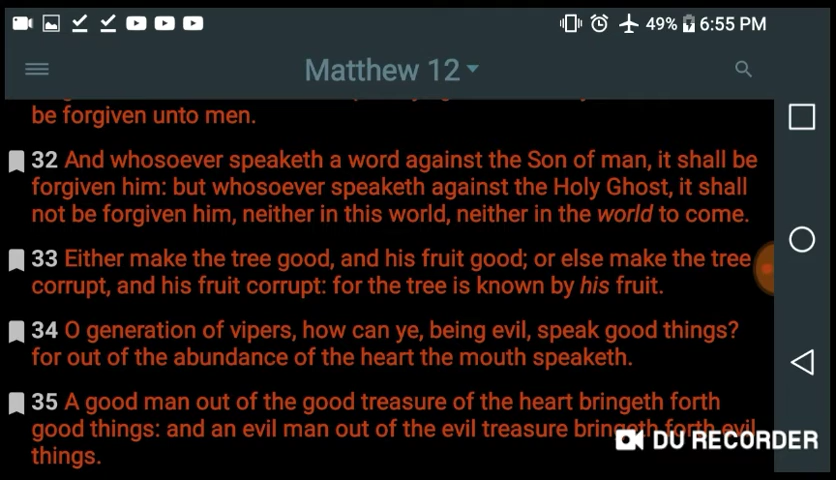 49% 6:55 PM
Matthew 12
be forgiven unto men.
32 And whosoever speaketh a word against the Son of man, it shall be
forgiven him: but whosoever speaketh against the Holy Ghost, it shall
not be forgiven him, neither in this world, neither in the world to come.
33 Either make the tree good, and his fruit good; or else make the tree
corrupt, and his fruit corrupt: for the tree is known by his fruit.
34 O generation of vipers, how can ye, being evil, speak good things?
for out of the abundance of the heart the mouth speaketh.
35 A good man out of the good treasure of the heart bringeth forth
good things: and an evil man out of the evil treasure bringeth forth evil
things.
DU RECORDER